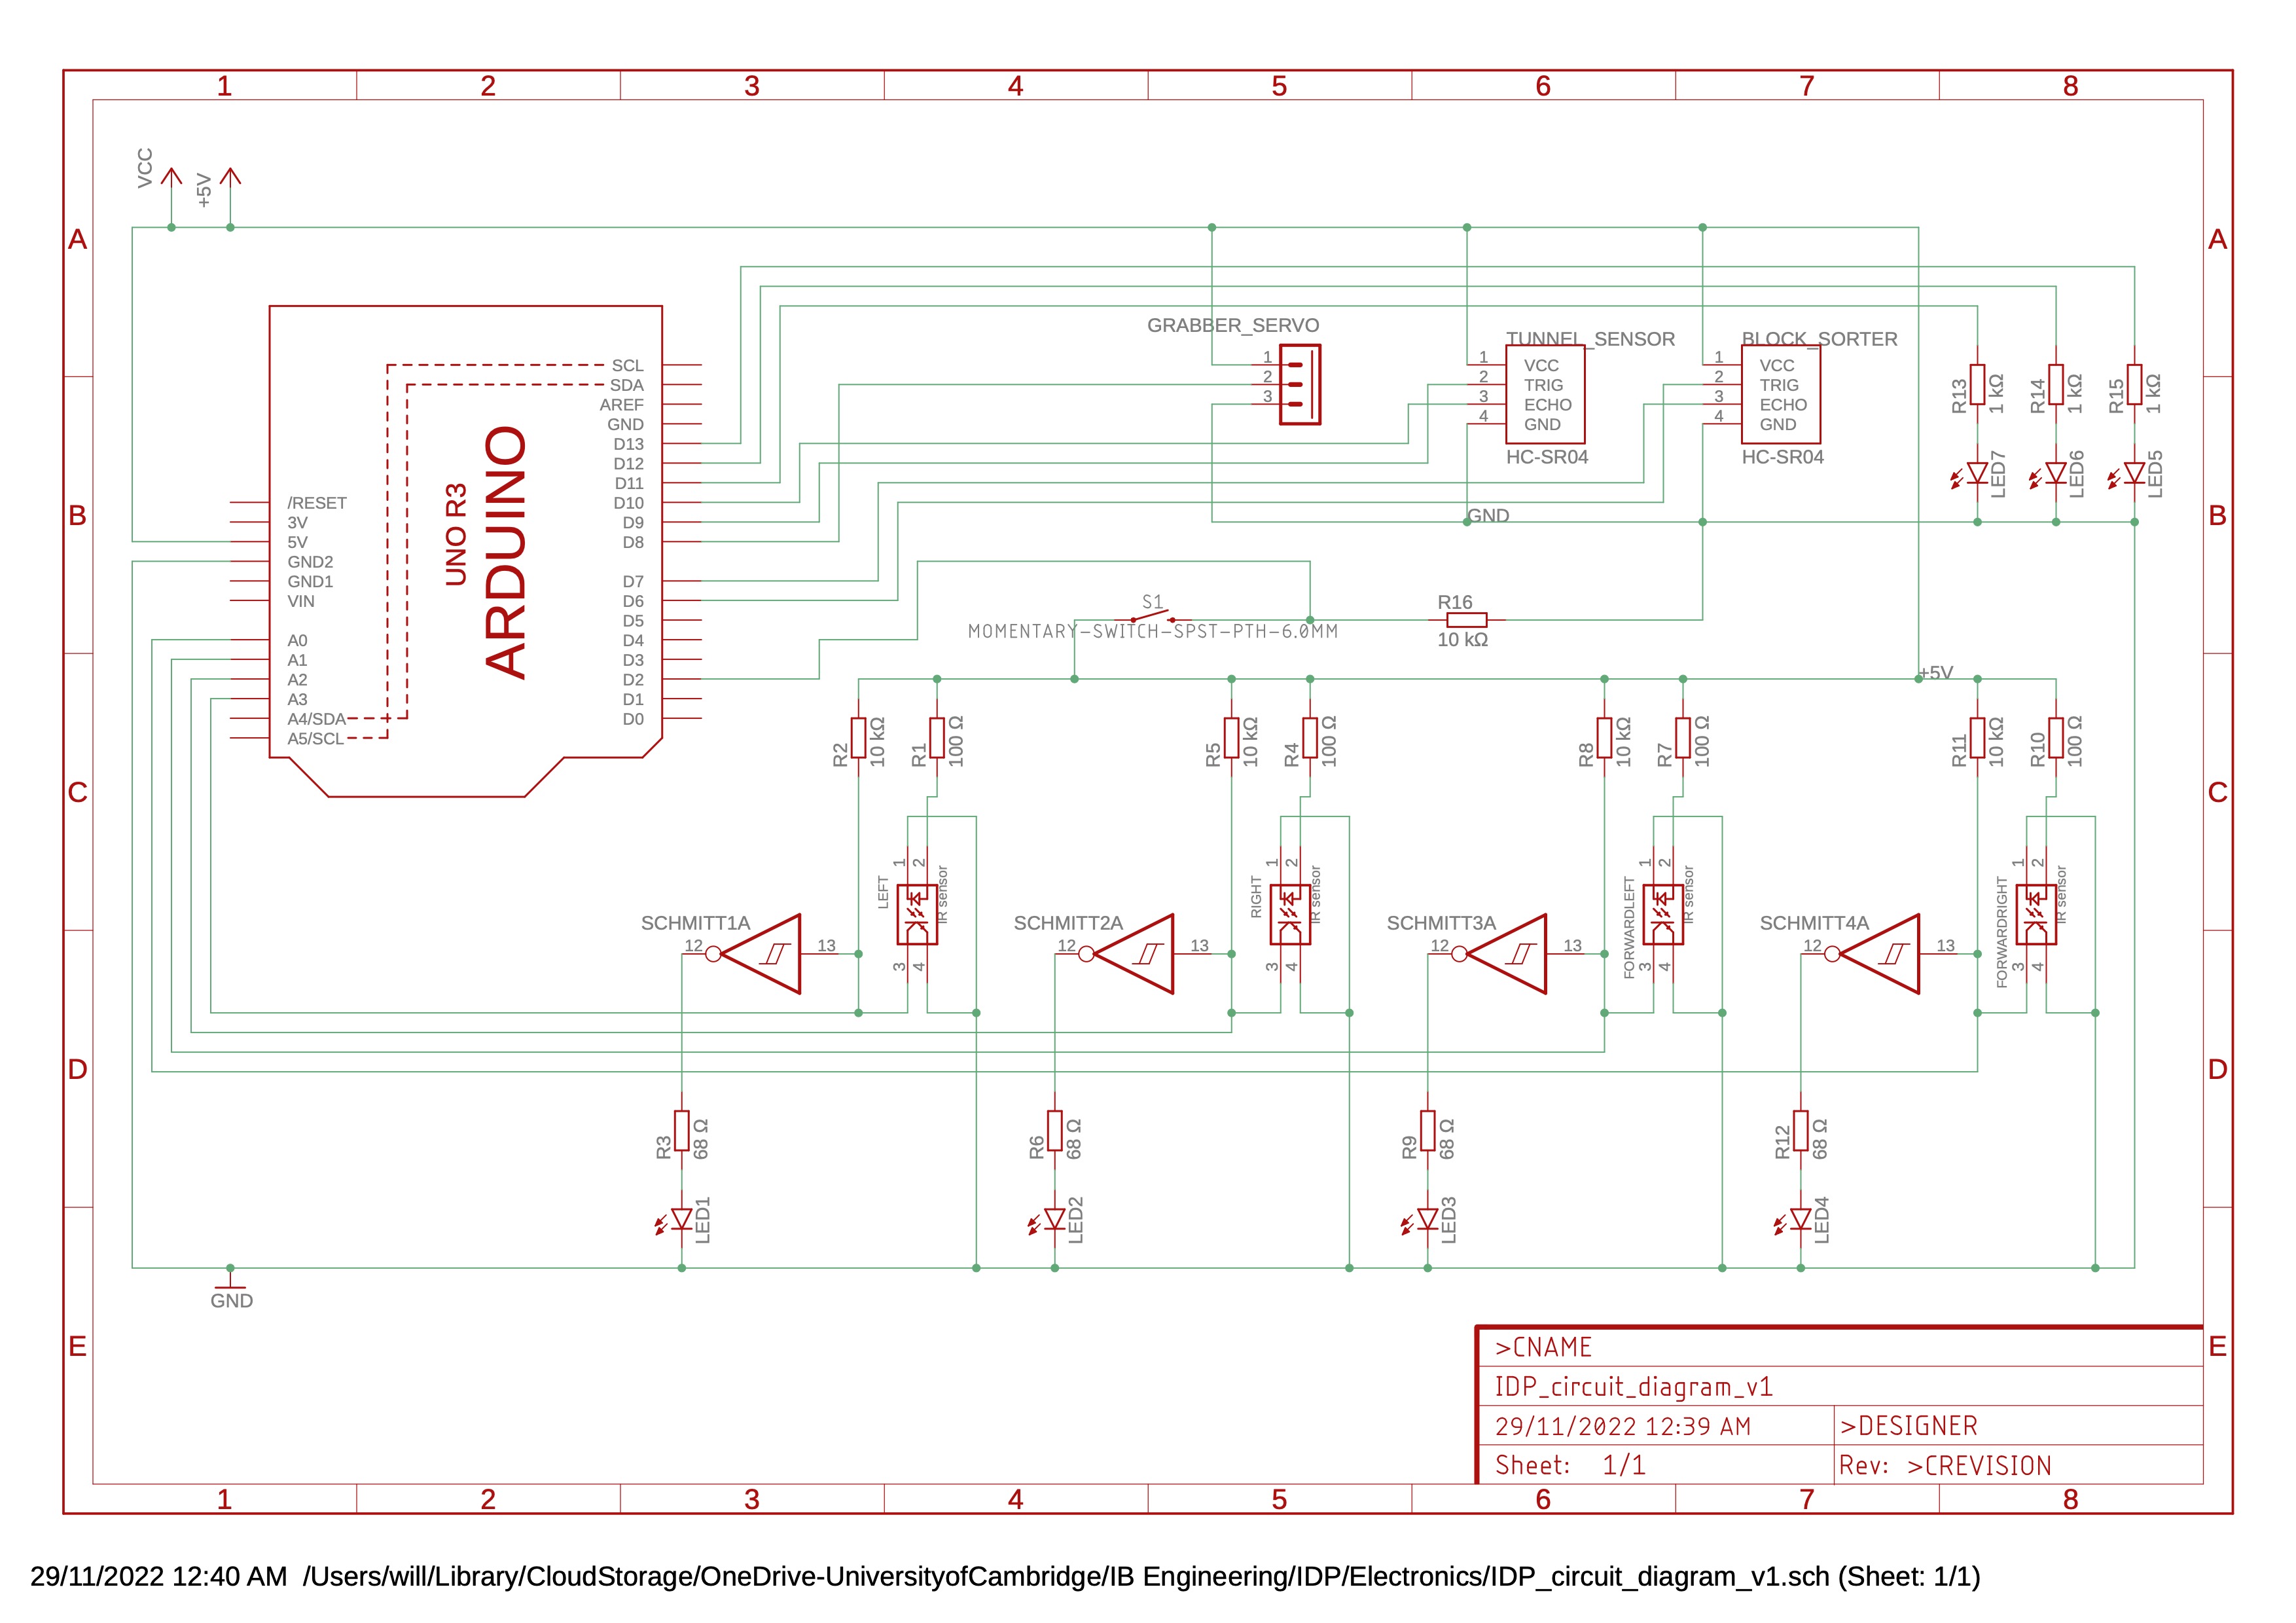 1 2 3 4 5 6 7 8
VCC
+5V
A A
GRABBER_SERVO
1
2
3
TUNNEL_SENSOR
1 VCC
2 TRIG
3 ECHO
4 GND
HC-SR04
BLOCK_SORTER
1 VCC
2 TRIG
3 ECHO
4 GND
HC-SR04
R13
1 kΩ
R14
1 kΩ
R15
1 kΩ
LED7
LED6
LED5
UNO R3
ARDUINO
SCL
SDA
AREF
GND
D13
D12
D11
D10
D9
D8
D7
D6
D5
D4
D3
D2
D1
D0
/RESET
3V
5V
GND2
GND1
VIN
A0
A1
A2
A3
A4/SDA
A5/SCL
B B
GND
S1
MOMENTARY-SWITCH-SPST-PTH-6.0MM
R16
10 kΩ
+5V
R2
10 kΩ
R1
100 Ω
R5
10 kΩ
R4
100 Ω
R8
10 kΩ
R7
100 Ω
R11
10 kΩ
R10
100 Ω
C C
SCHMITT1A
12 13
LEFT
1 2
IR sensor
3 4
SCHMITT2A
12 13
RIGHT
1 2
IR sensor
3 4
SCHMITT3A
12 13
FORWARDLEFT
1 2
IR sensor
3 4
SCHMITT4A
12 13
FORWARDRIGHT
1 2
IR sensor
3 4
D D
R3
68 Ω
R6
68 Ω
R9
68 Ω
R12
68 Ω
LED1
LED2
LED3
LED4
GND
E E
>CNAME
IDP_circuit_diagram_v1
29/11/2022 12:39 AM >DESIGNER
Sheet: 1/1 Rev: >CREVISION
1 2 3 4 5 6 7 8
29/11/2022 12:40 AM /Users/will/Library/CloudStorage/OneDrive-UniversityofCambridge/IB Engineering/IDP/Electronics/IDP_circuit_diagram_v1.sch (Sheet: 1/1)